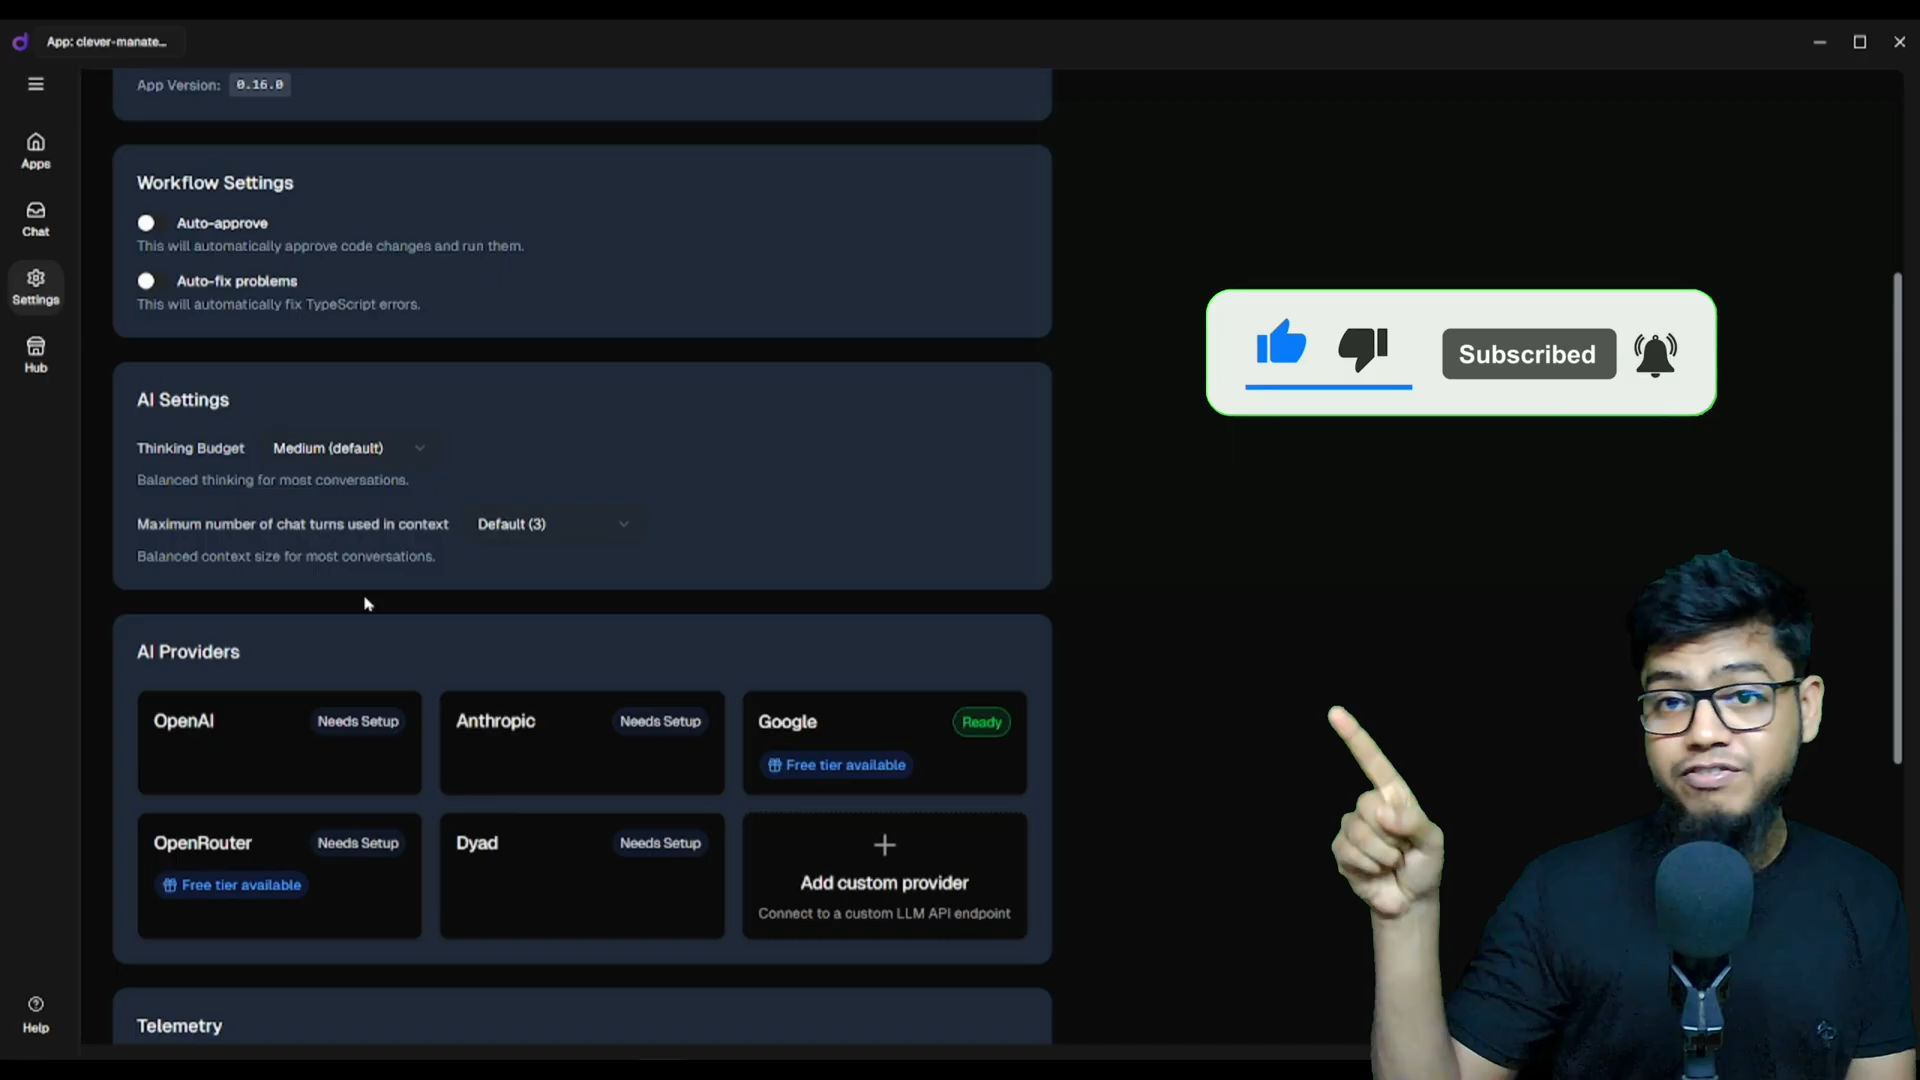 App: clever-manate...
App Version: 0.16.0
Apps
Chat
Settings
Hub
Help
Workflow Settings
Auto-approve
This will automatically approve code changes and run them.
Auto-fix problems
This will automatically fix TypeScript errors.
AI Settings
Thinking Budget Medium (default)
Balanced thinking for most conversations.
Maximum number of chat turns used in context Default (3)
Balanced context size for most conversations.
AI Providers
OpenAI Needs Setup
Anthropic Needs Setup
Google Ready
Free tier available
OpenRouter Needs Setup
Free tier available
Dyad Needs Setup
Add custom provider
Connect to a custom LLM API endpoint
Telemetry
Subscribed